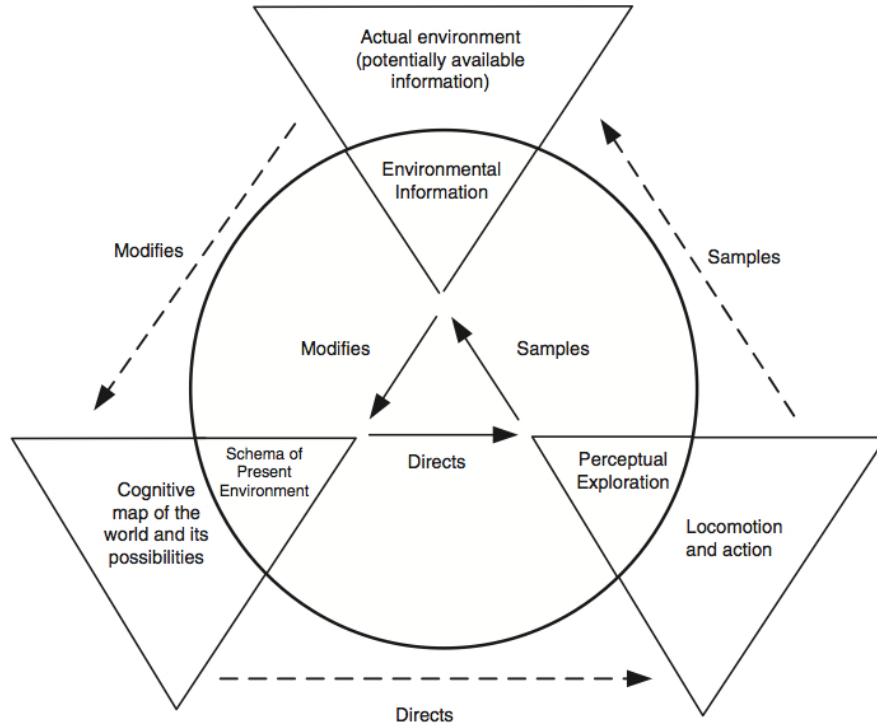 Actual environment
(potentially available
information)
Environmental
Information
Modifies
Samples
Modifies
Samples
Schema of
Present
Environment
Directs
Perceptual
Exploration
Cognitive
map of the
world and its
possibilities
Locomotion
and action
Directs